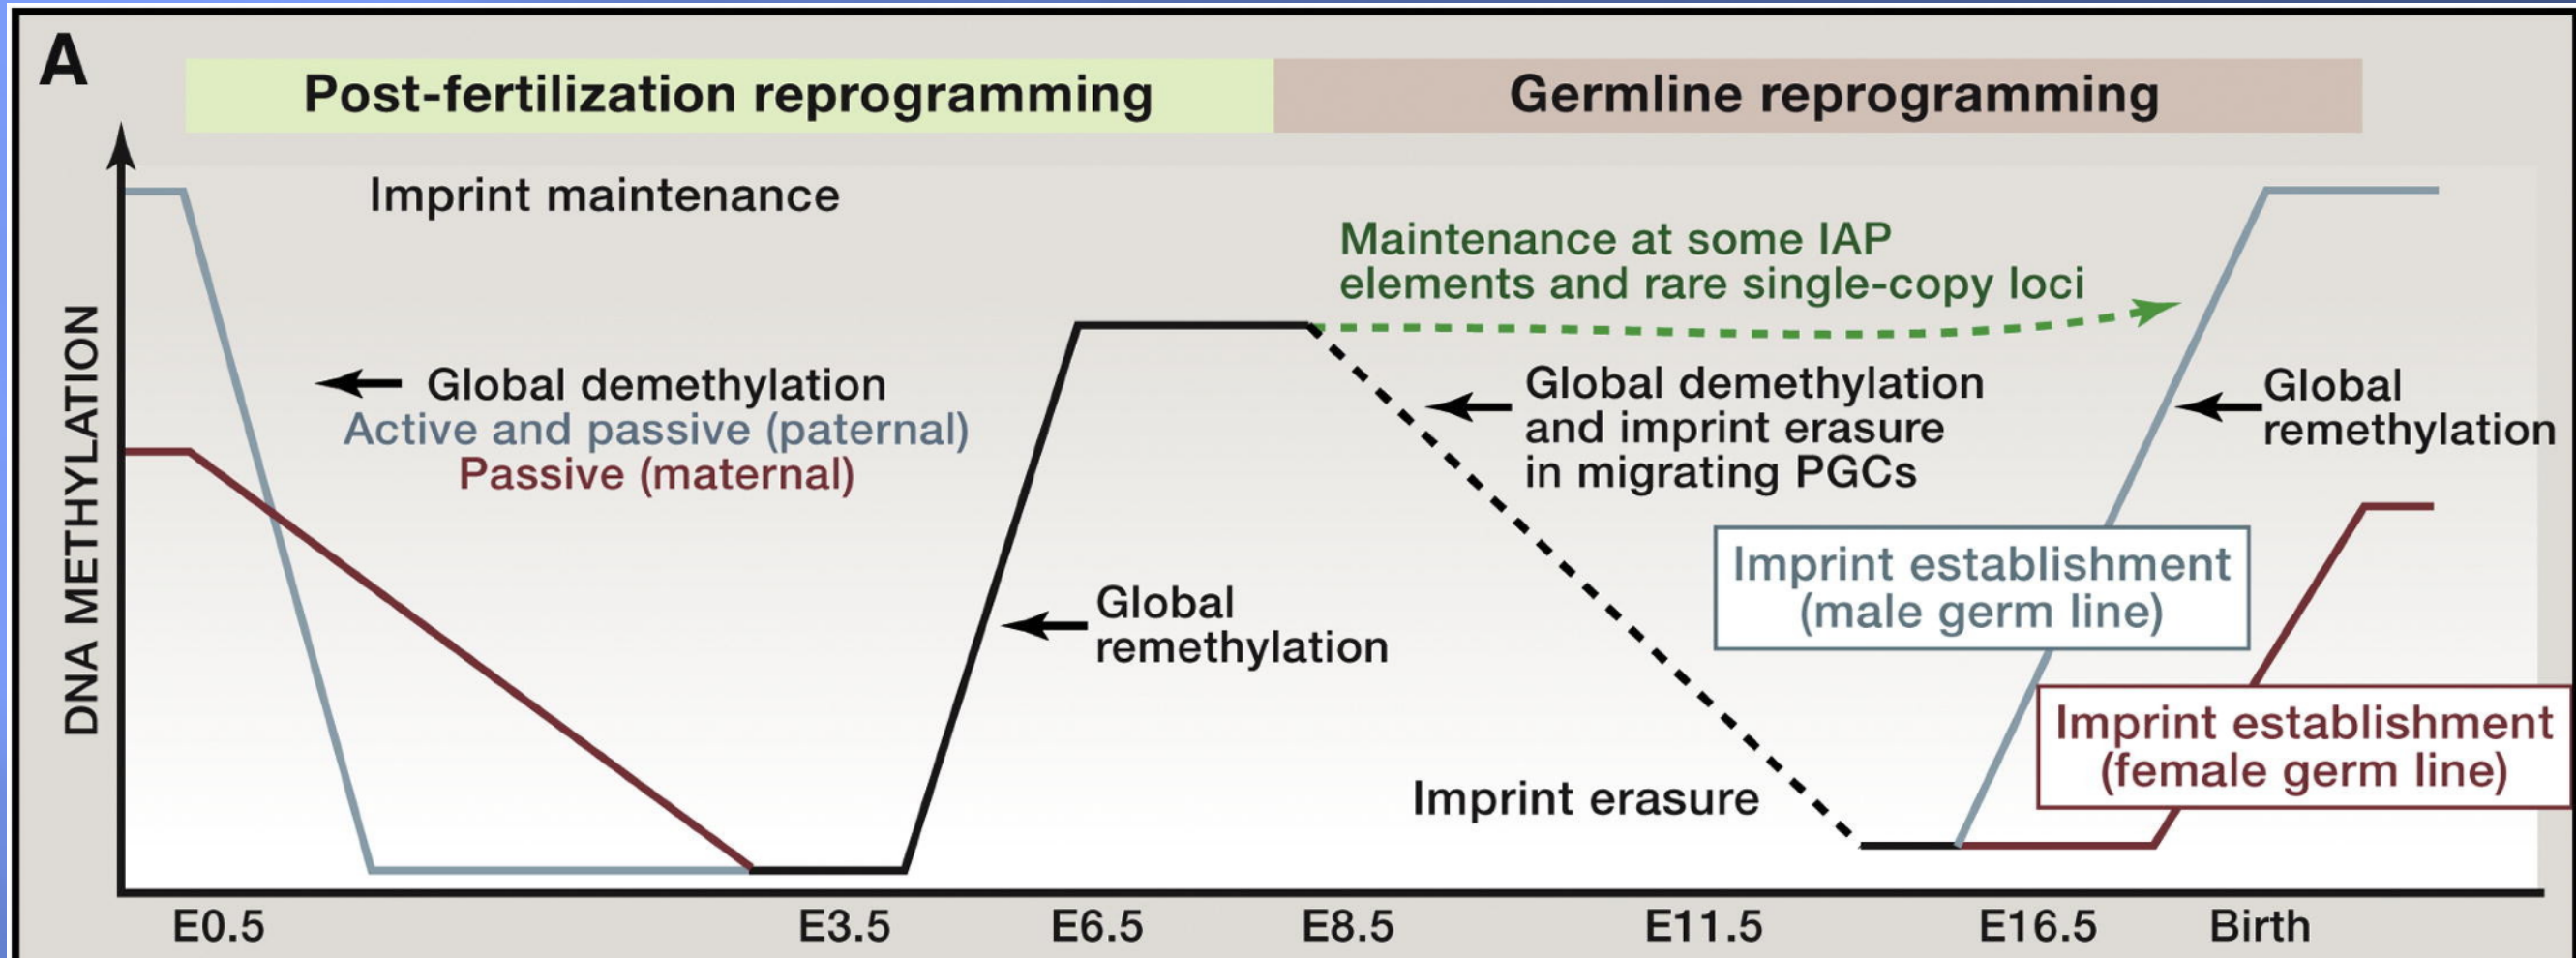 A
Post-fertilization reprogramming
Germline reprogramming
Imprint maintenance
Maintenance at some IAP
elements and rare single-copy loci
Global demethylation
Active and passive (paternal)
Passive (maternal)
Global demethylation
and imprint erasure
in migrating PGCs
Global
remethylation
Global
remethylation
Imprint establishment
(male germ line)
Imprint establishment
(female germ line)
Imprint erasure
DNA METHYLATION
E0.5
E3.5
E6.5
E8.5
E11.5
E16.5
Birth